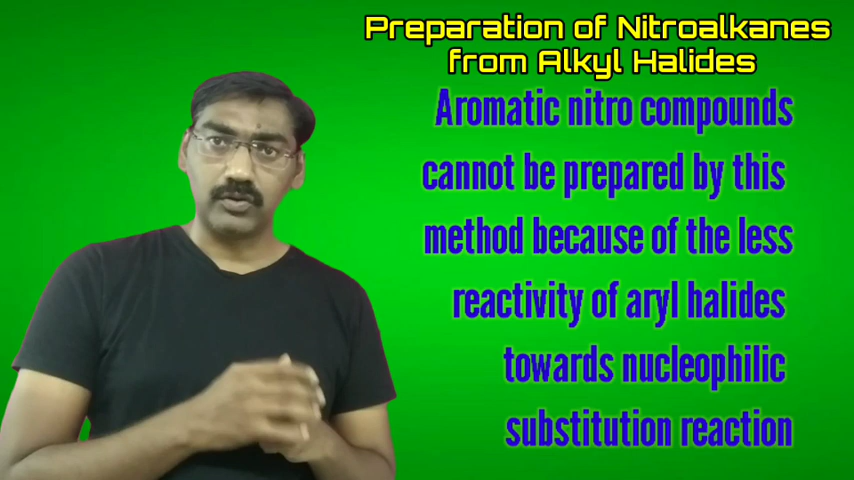 Preparation of Nitroalkanes
from Alkyl Halides
Aromatic nitro compounds
cannot be prepared by this
method because of the less
reactivity of aryl halides
towards nucleophilic
substitution reaction